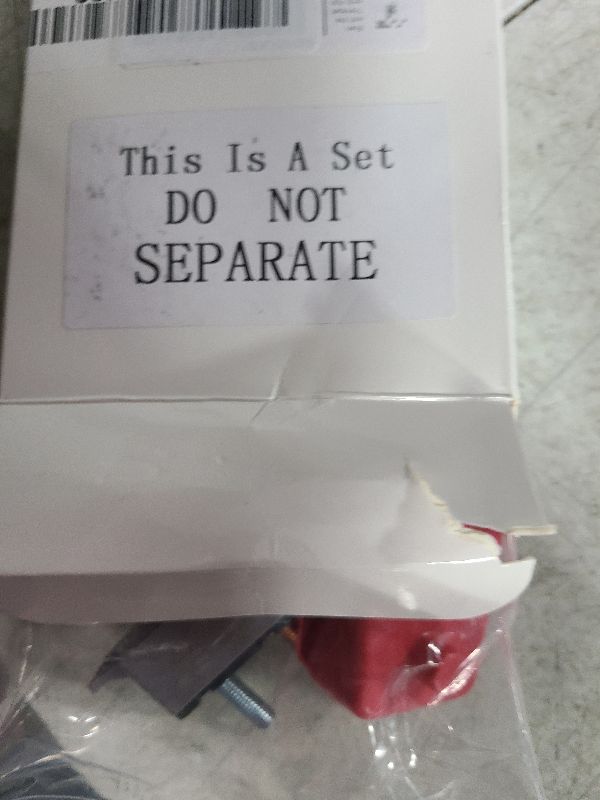 This Is A Set
DO NOT
SEPARATE